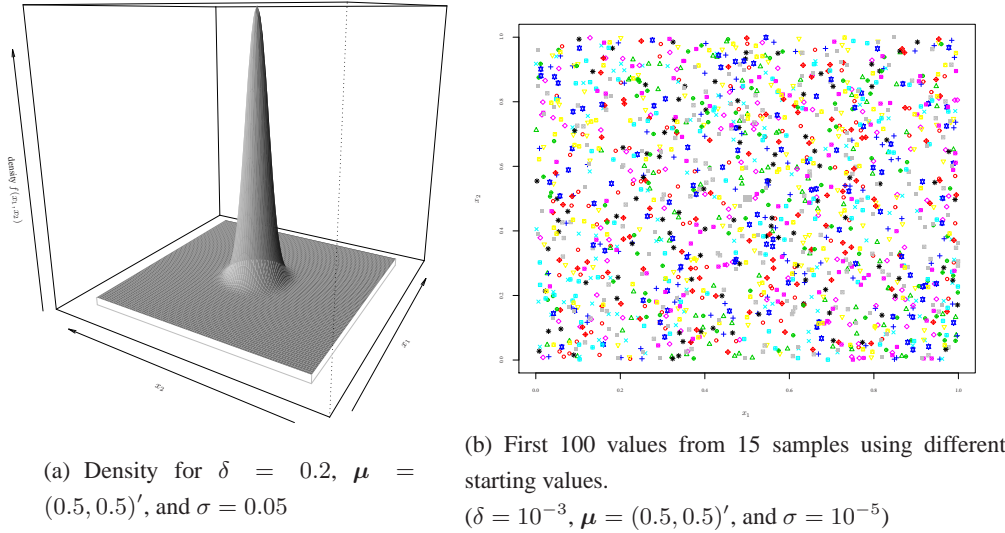 density f(x₁, x₂)
x₂
x₁
1.0
0.8
0.6
0.4
0.2
0.0
x₂
0.0 0.2 0.4 0.6 0.8 1.0
x₁
(a) Density for δ = 0.2, μ =
(0.5, 0.5)′, and σ = 0.05
(b) First 100 values from 15 samples using different
starting values.
(δ = 10⁻³, μ = (0.5, 0.5)′, and σ = 10⁻⁵)